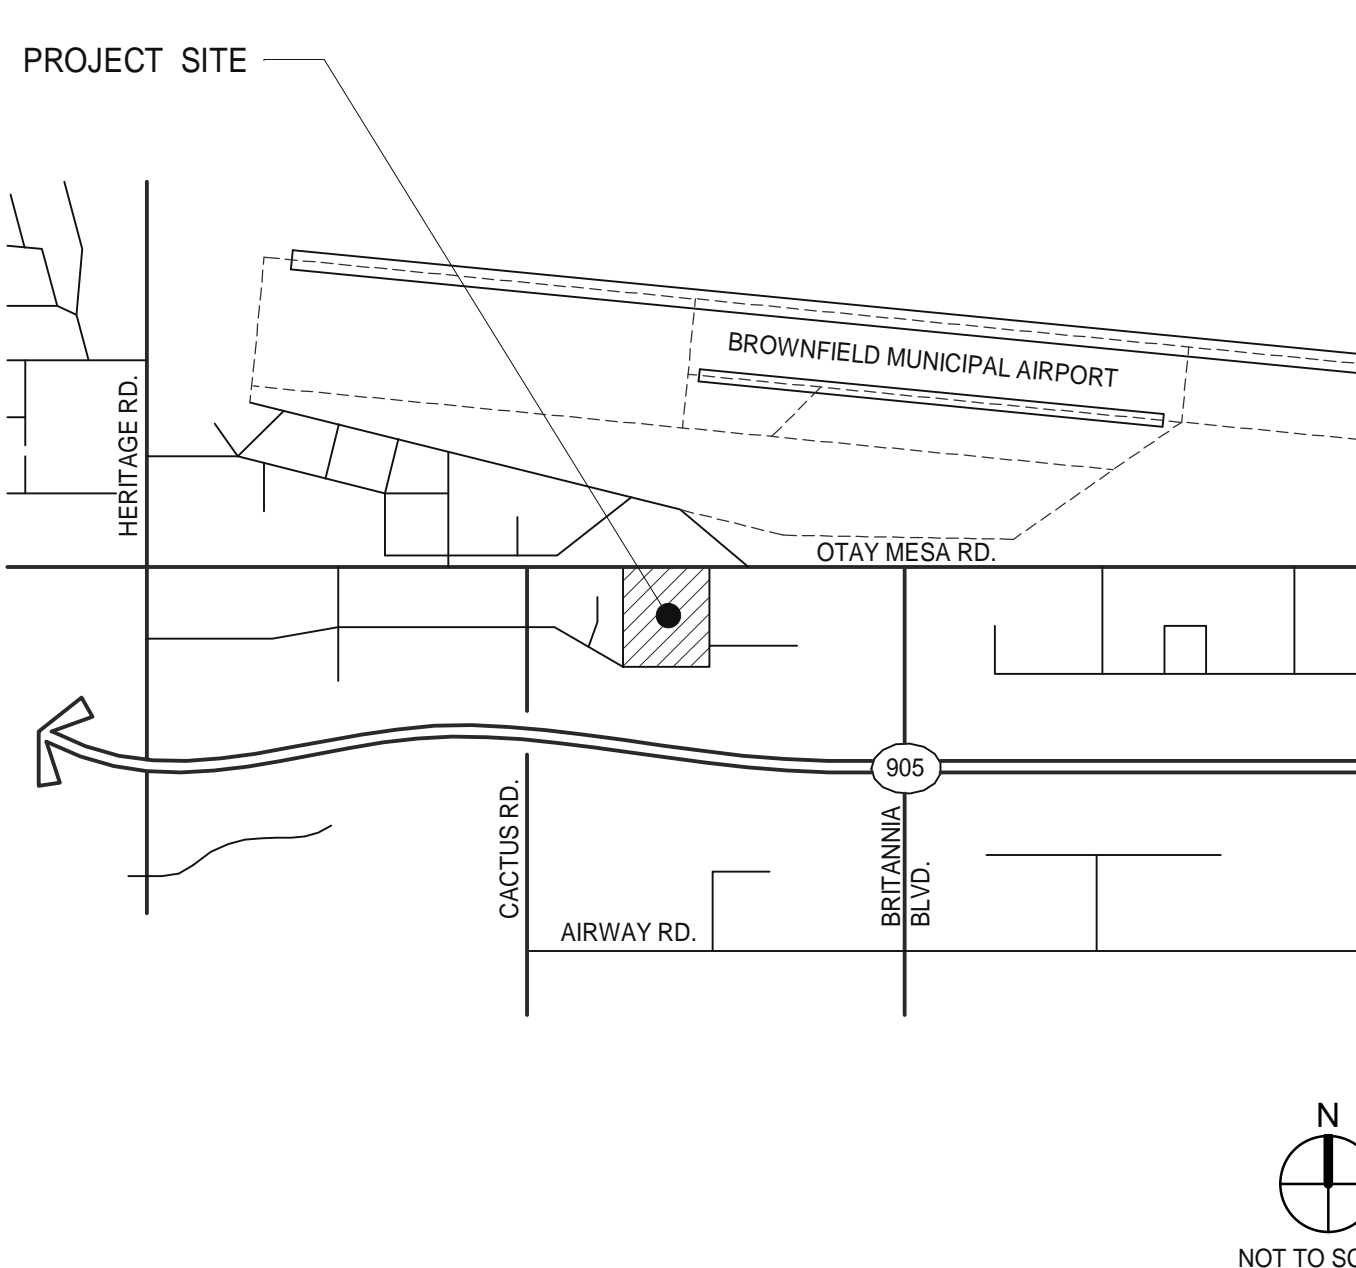 PROJECT SITE
BROWNFIELD MUNICIPAL AIRPORT
HERITAGE RD.
OTAY MESA RD.
905
CACTUS RD.
BRITANNIA
BLVD.
AIRWAY RD.
N
NOT TO